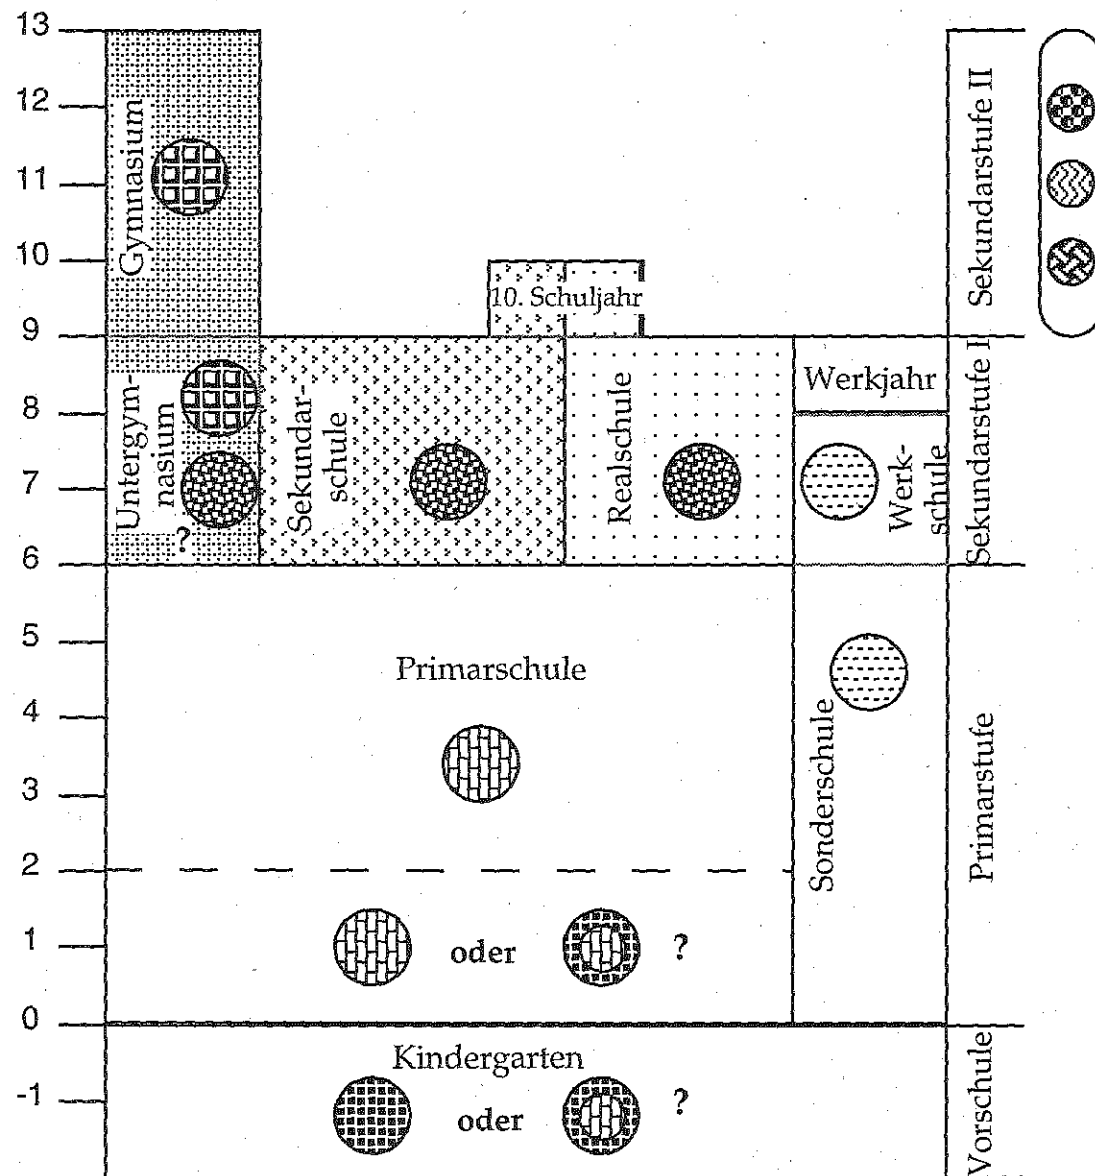 13
12
11
10
9
8
7
6
5
4
3
2
1
0
-1
Gymnasium
Untergym-
nasium
?
Sekundar-
schule
10. Schuljahr
Realschule
Werkjahr
Werk-
schule
Primarschule
Sonderschule
oder
?
Kindergarten
oder
?
Sekundarstufe II
Sekundarstufe I
Primarstufe
Vorschule